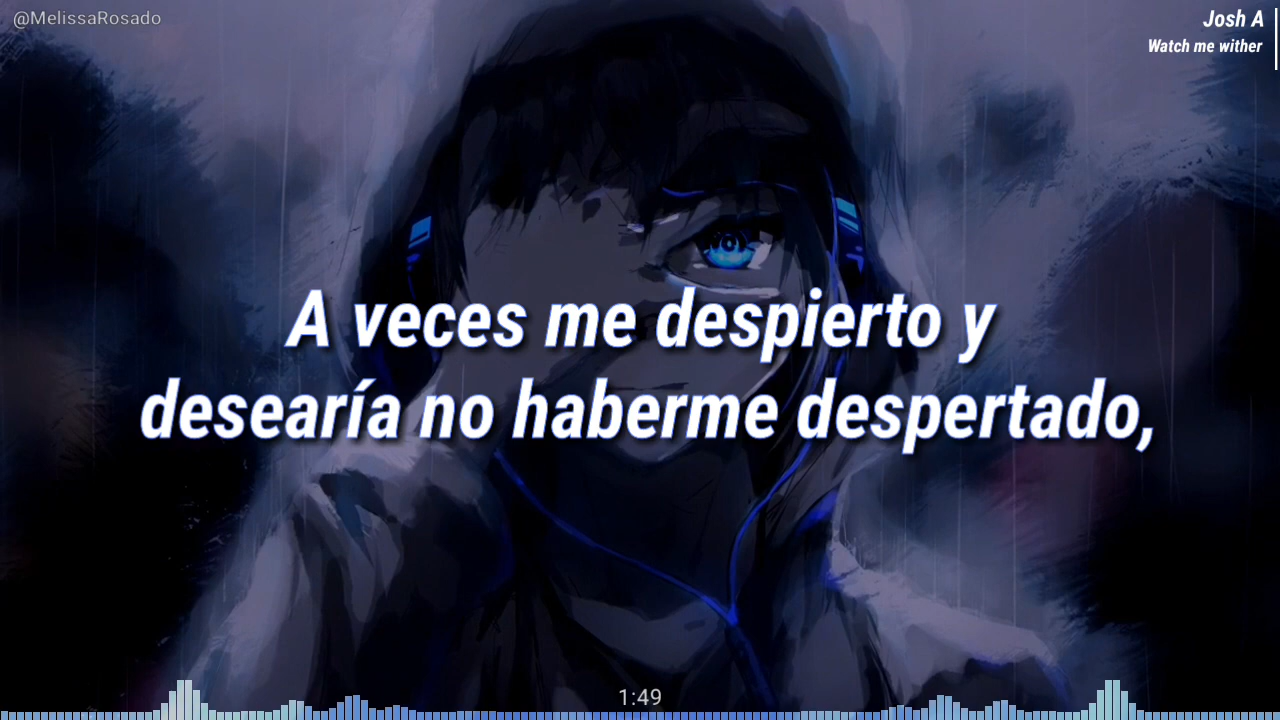 @MelissaRosado
Josh A
Watch me wither
A veces me despierto y
desearía no haberme despertado,
1:49